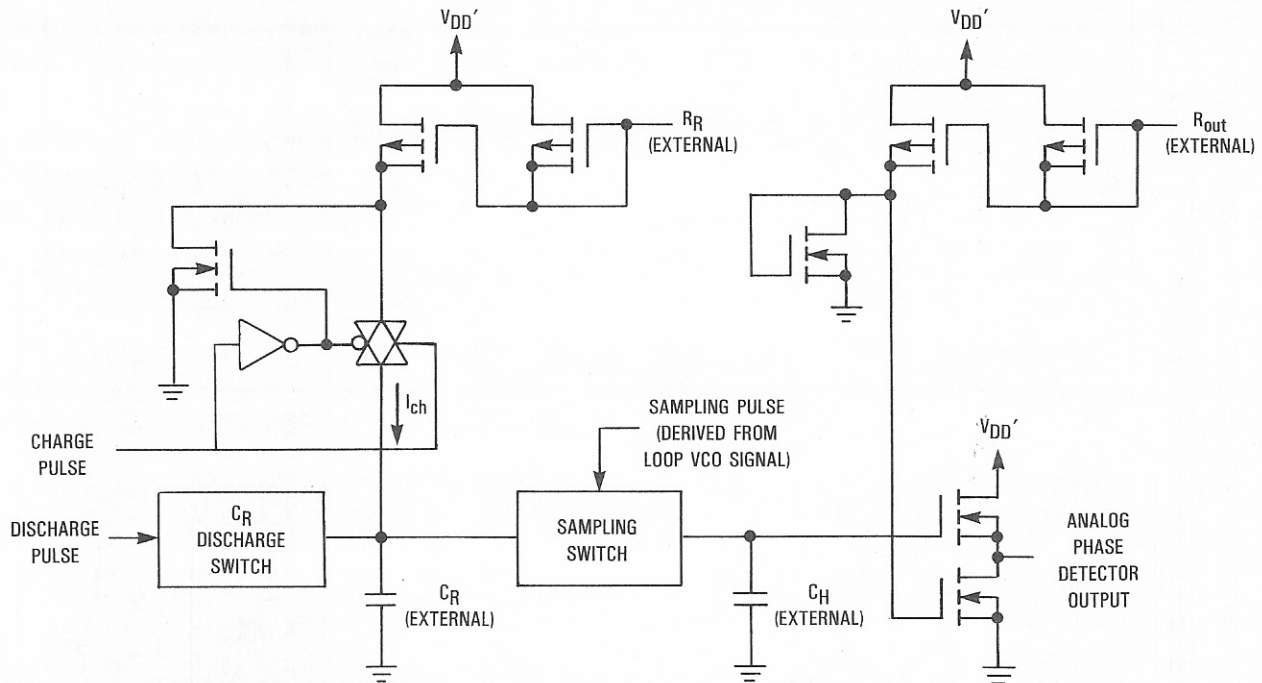 VDD′
VDD′
RR
(EXTERNAL)
Rout
(EXTERNAL)
Ich
CHARGE
PULSE
SAMPLING PULSE
(DERIVED FROM
LOOP VCO SIGNAL)
VDD′
DISCHARGE
PULSE
CR
DISCHARGE
SWITCH
SAMPLING
SWITCH
ANALOG
PHASE
DETECTOR
OUTPUT
CR
(EXTERNAL)
CH
(EXTERNAL)